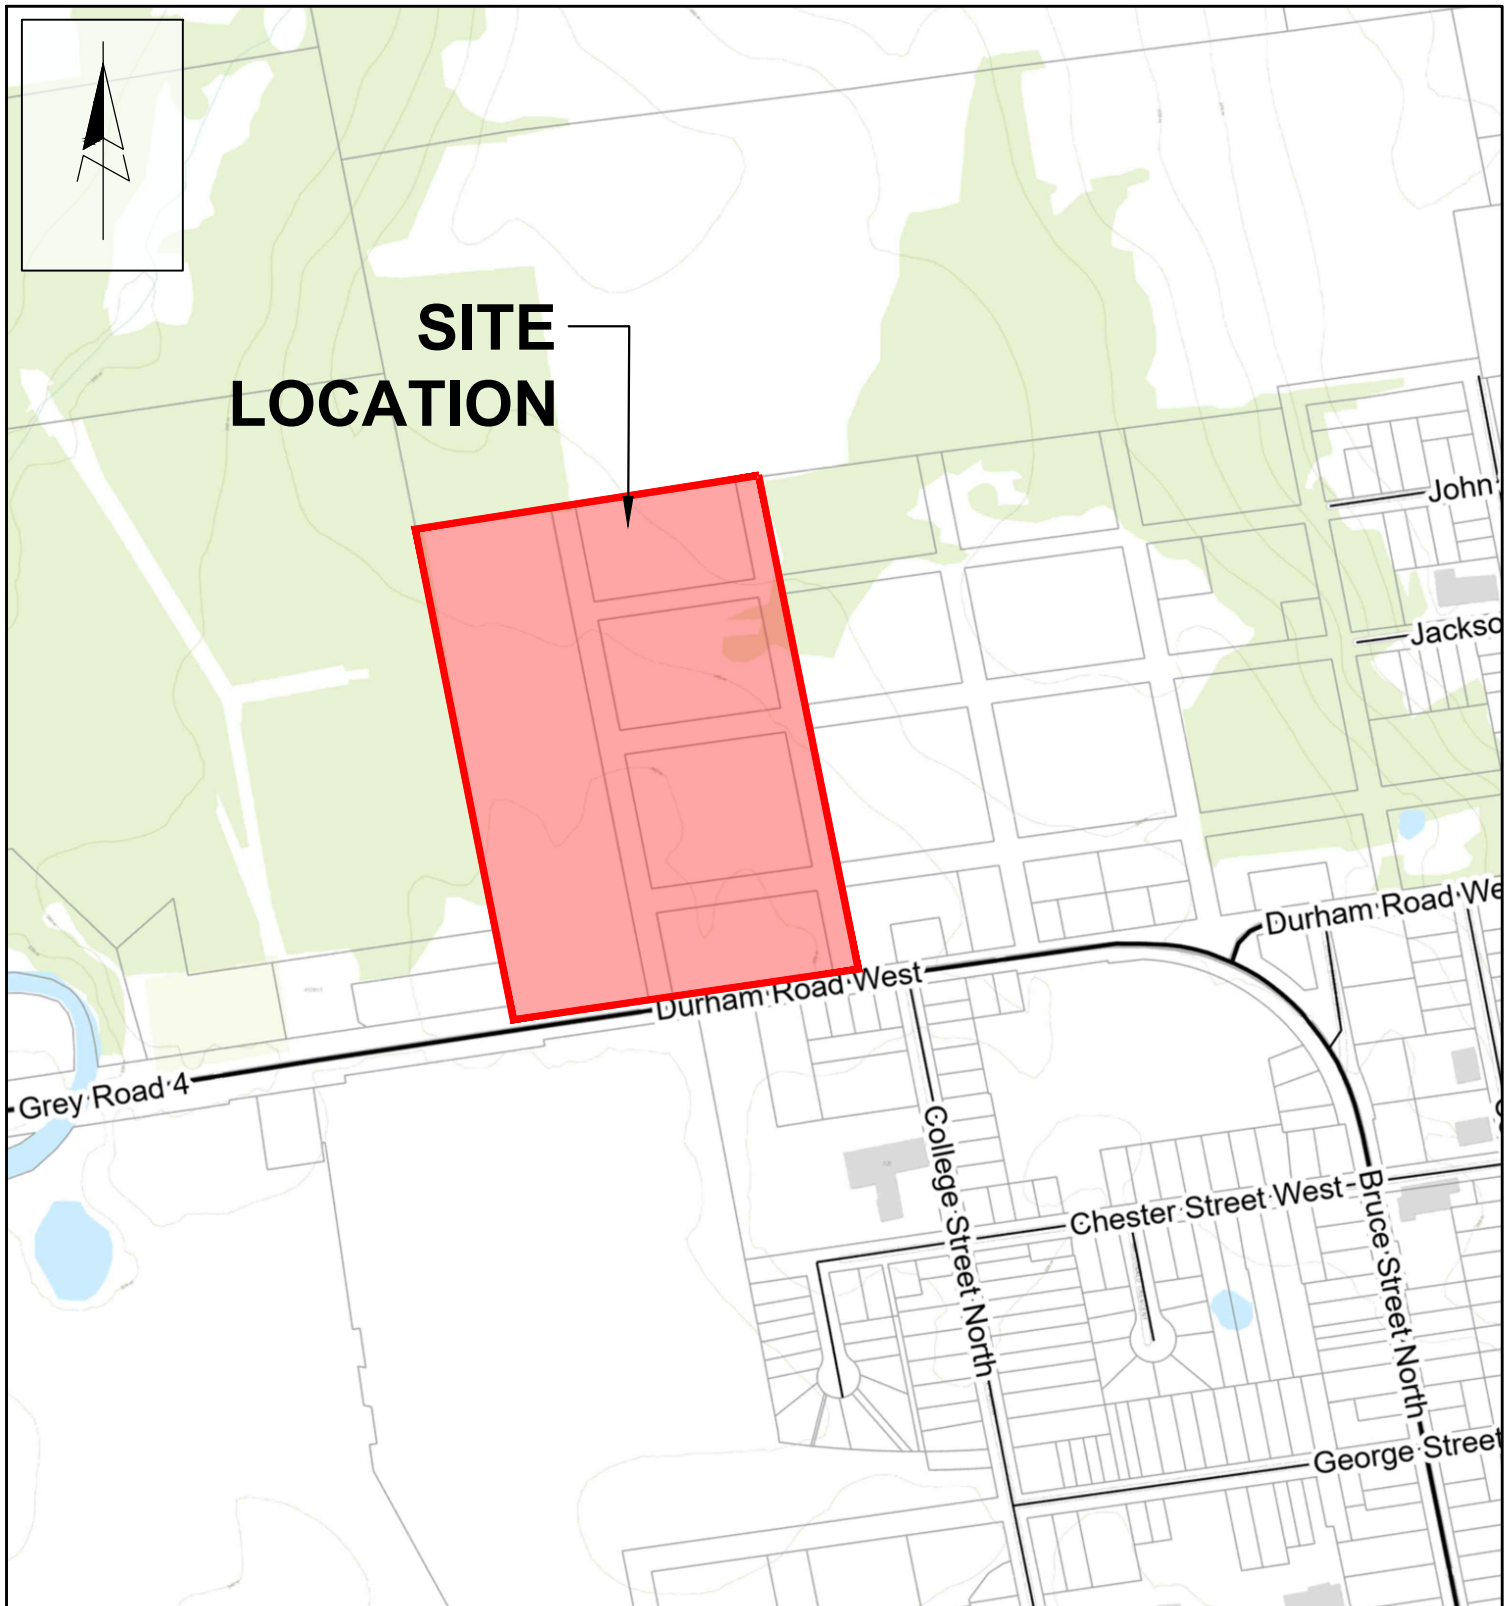 SITE
LOCATION
John
Jackso
Durham Road We
Durham Road West
Grey Road 4
College Street North
Chester Street West
Bruce Street North
George Street